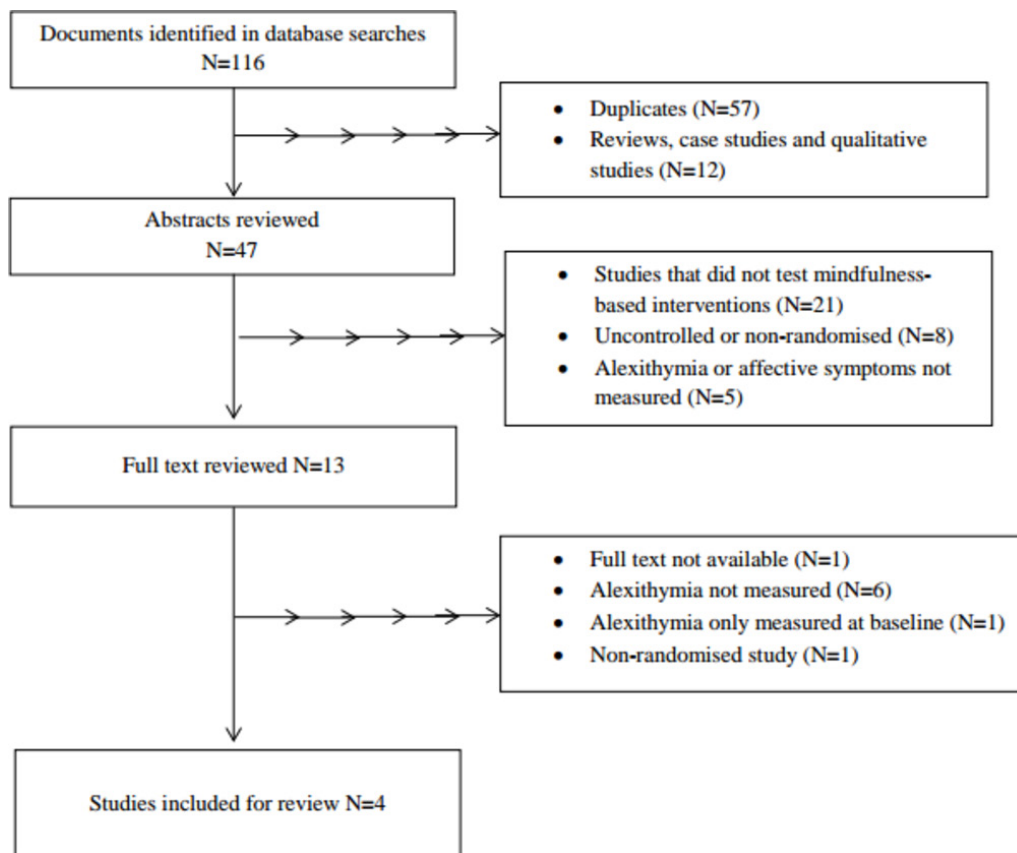 Documents identified in database searches
N=116
• Duplicates (N=57)
• Reviews, case studies and qualitative
studies (N=12)
Abstracts reviewed
N=47
• Studies that did not test mindfulness-
based interventions (N=21)
• Uncontrolled or non-randomised (N=8)
• Alexithymia or affective symptoms not
measured (N=5)
Full text reviewed N=13
• Full text not available (N=1)
• Alexithymia not measured (N=6)
• Alexithymia only measured at baseline (N=1)
• Non-randomised study (N=1)
Studies included for review N=4